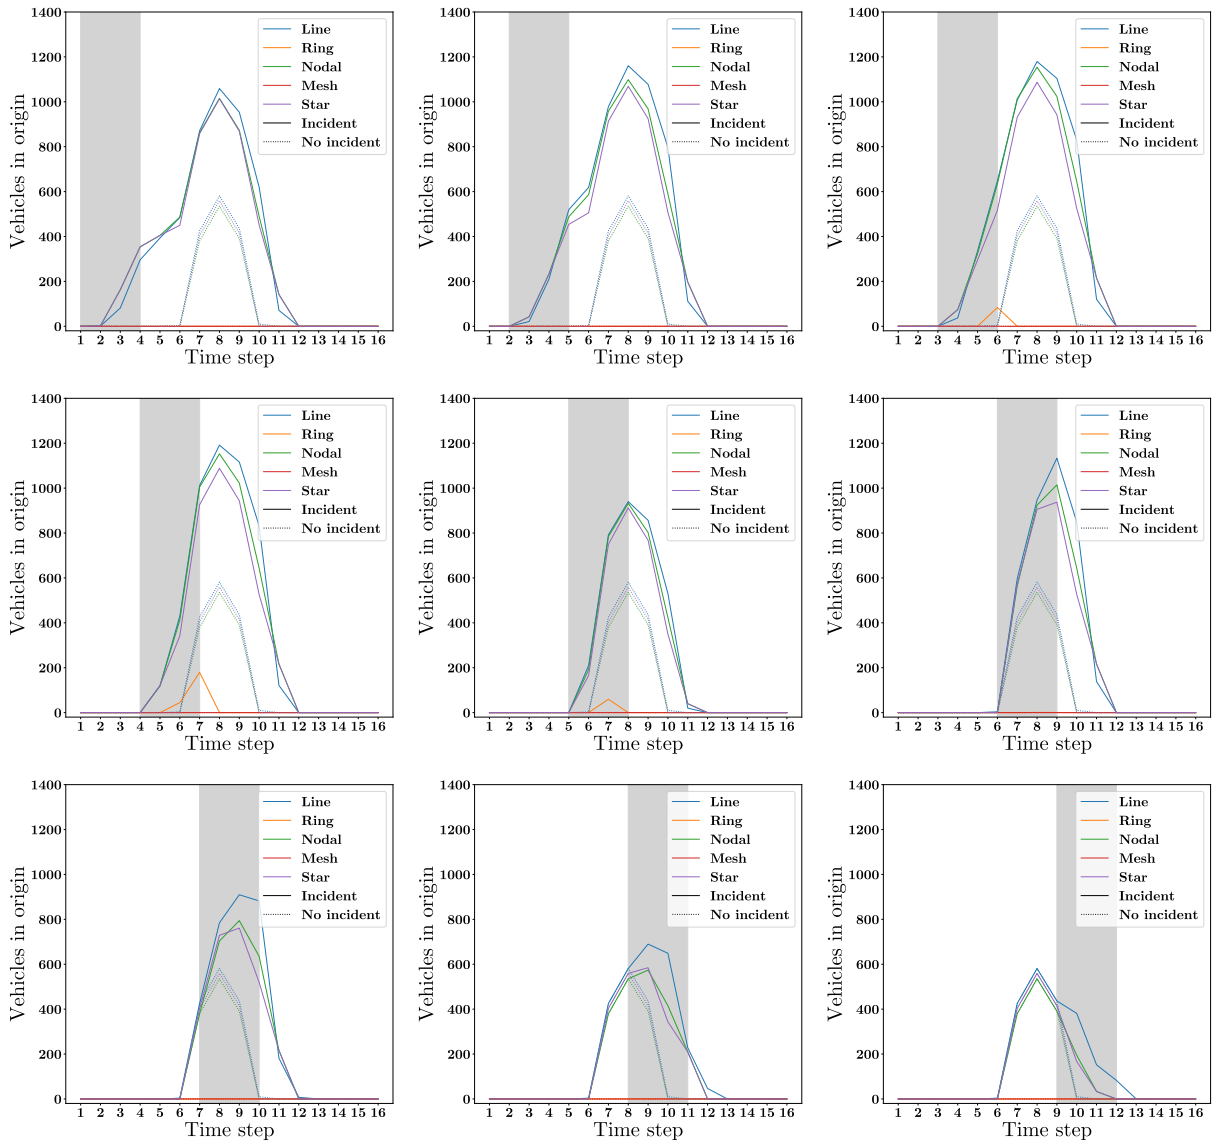 1400 1200 1000 800 600 400 200 0
Vehicles in origin
Line
Ring
Nodal
Mesh
Star
Incident
No incident
1 2 3 4 5 6 7 8 9 10 11 12 13 14 15 16
Time step
1400 1200 1000 800 600 400 200 0
Vehicles in origin
Line
Ring
Nodal
Mesh
Star
Incident
No incident
1 2 3 4 5 6 7 8 9 10 11 12 13 14 15 16
Time step
1400 1200 1000 800 600 400 200 0
Vehicles in origin
Line
Ring
Nodal
Mesh
Star
Incident
No incident
1 2 3 4 5 6 7 8 9 10 11 12 13 14 15 16
Time step
1400 1200 1000 800 600 400 200 0
Vehicles in origin
Line
Ring
Nodal
Mesh
Star
Incident
No incident
1 2 3 4 5 6 7 8 9 10 11 12 13 14 15 16
Time step
1400 1200 1000 800 600 400 200 0
Vehicles in origin
Line
Ring
Nodal
Mesh
Star
Incident
No incident
1 2 3 4 5 6 7 8 9 10 11 12 13 14 15 16
Time step
1400 1200 1000 800 600 400 200 0
Vehicles in origin
Line
Ring
Nodal
Mesh
Star
Incident
No incident
1 2 3 4 5 6 7 8 9 10 11 12 13 14 15 16
Time step
1400 1200 1000 800 600 400 200 0
Vehicles in origin
Line
Ring
Nodal
Mesh
Star
Incident
No incident
1 2 3 4 5 6 7 8 9 10 11 12 13 14 15 16
Time step
1400 1200 1000 800 600 400 200 0
Vehicles in origin
Line
Ring
Nodal
Mesh
Star
Incident
No incident
1 2 3 4 5 6 7 8 9 10 11 12 13 14 15 16
Time step
1400 1200 1000 800 600 400 200 0
Vehicles in origin
Line
Ring
Nodal
Mesh
Star
Incident
No incident
1 2 3 4 5 6 7 8 9 10 11 12 13 14 15 16
Time step